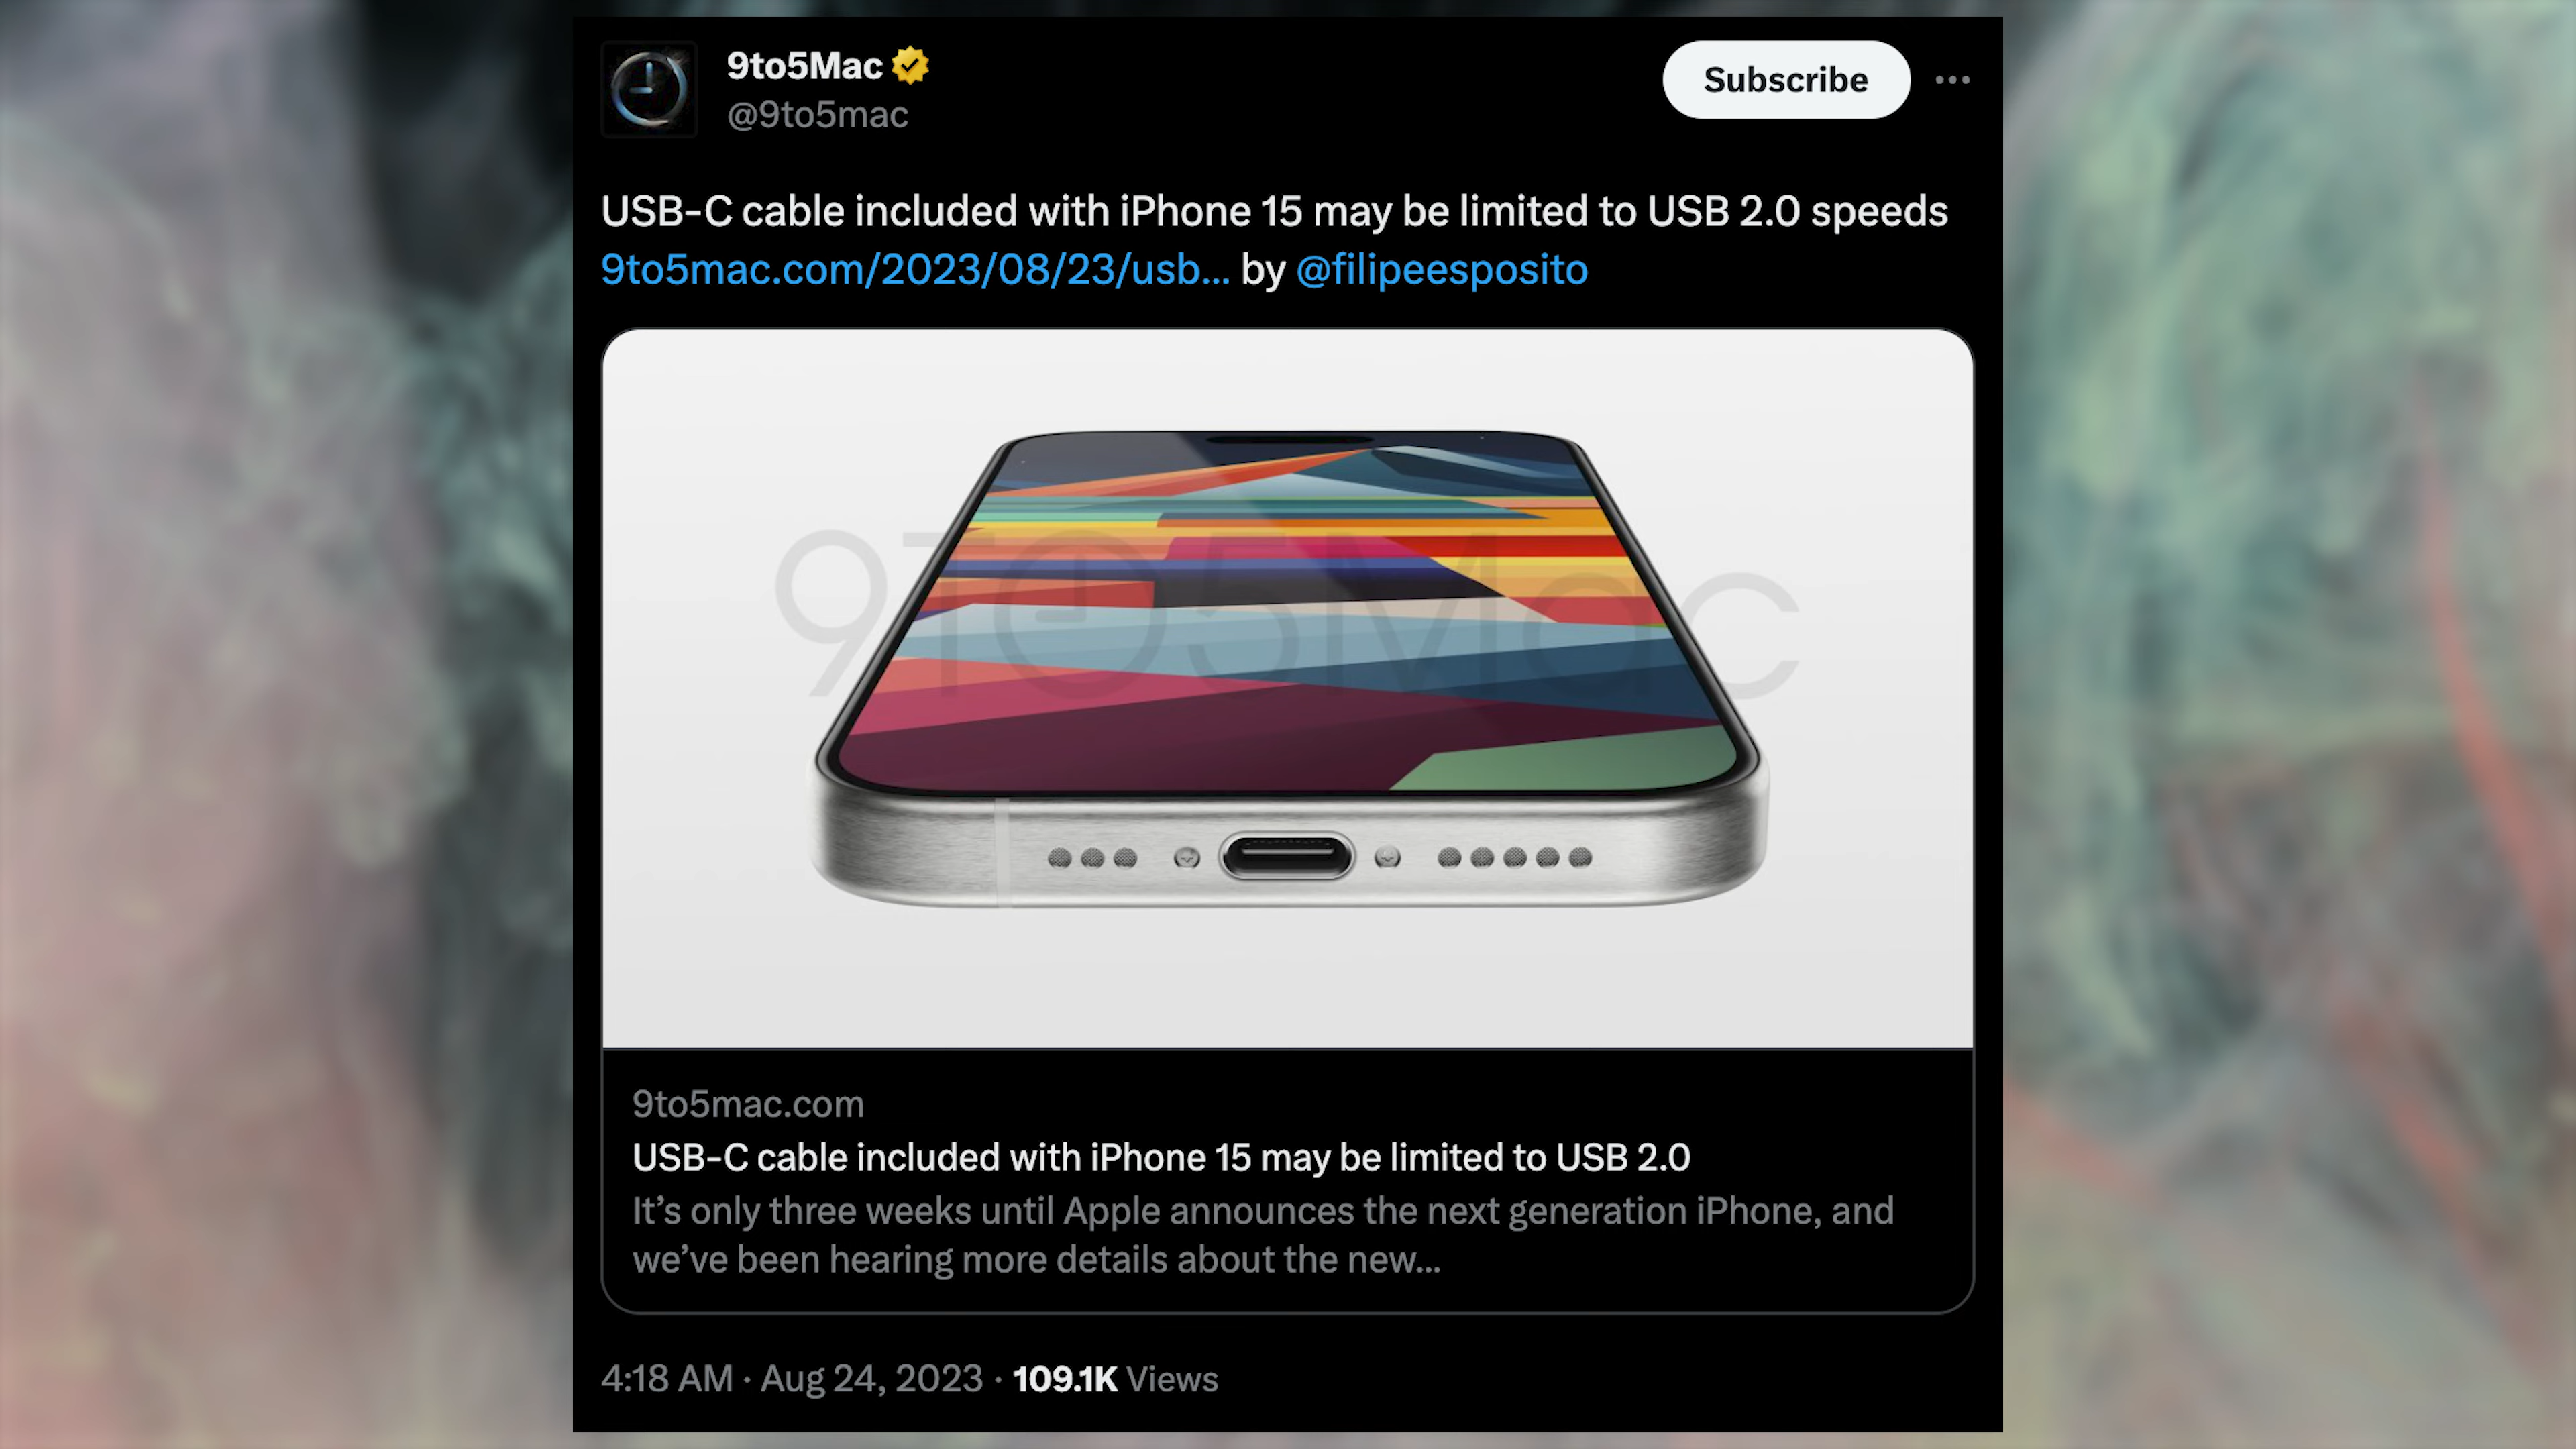 9to5Mac
@9to5mac
Subscribe
USB-C cable included with iPhone 15 may be limited to USB 2.0 speeds
9to5mac.com/2023/08/23/usb... by @filipeesposito
9TO5Mac
9to5mac.com
USB-C cable included with iPhone 15 may be limited to USB 2.0
It's only three weeks until Apple announces the next generation iPhone, and
we've been hearing more details about the new...
4:18 AM · Aug 24, 2023 · 109.1K Views